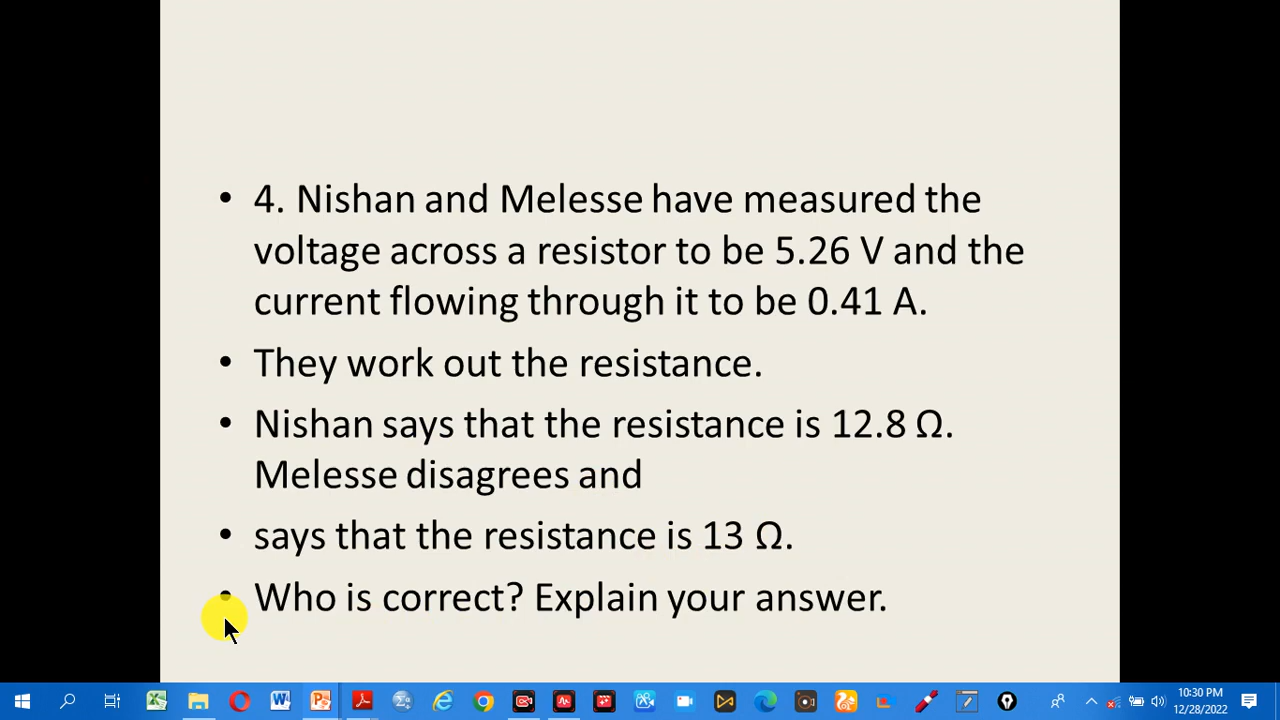 • 4. Nishan and Melesse have measured the
voltage across a resistor to be 5.26 V and the
current flowing through it to be 0.41 A.
• They work out the resistance.
• Nishan says that the resistance is 12.8 Ω.
Melesse disagrees and
• says that the resistance is 13 Ω.
• Who is correct? Explain your answer.
10:30 PM
12/28/2022